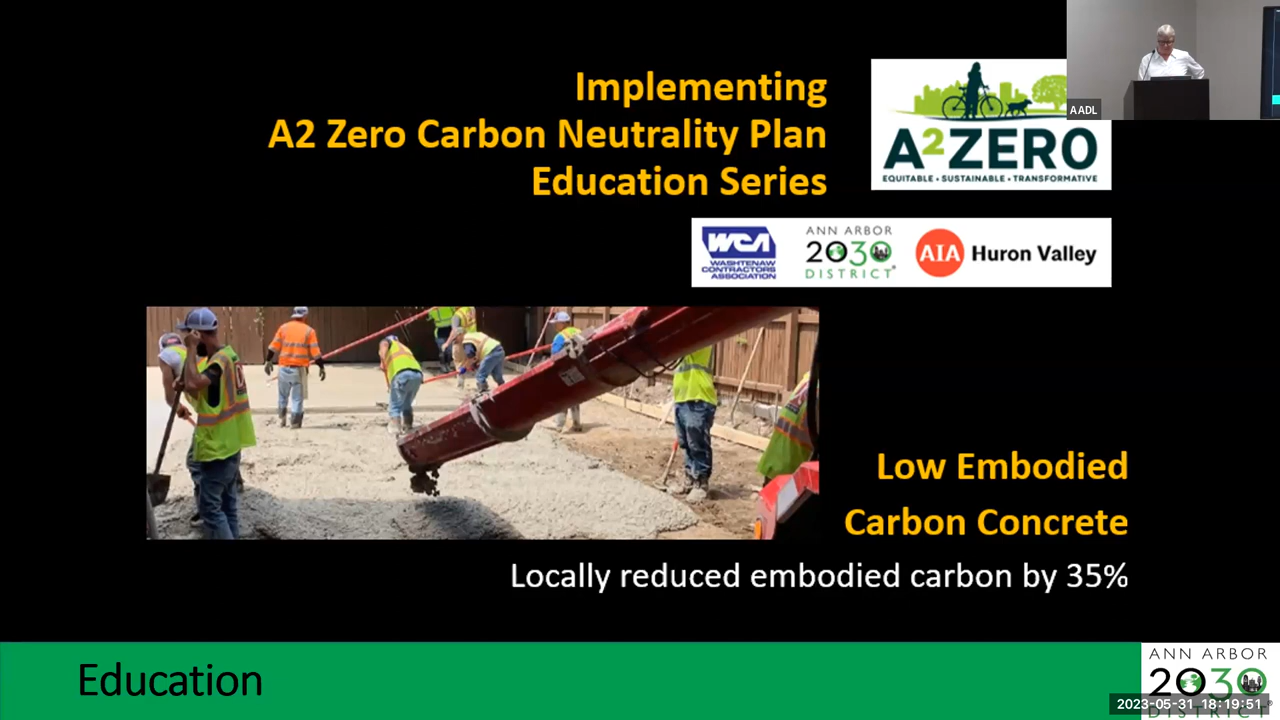 Implementing
A2 Zero Carbon Neutrality Plan
Education Series
A2ZERO
EQUITABLE • SUSTAINABLE • TRANSFORMATIVE
AADL
WCA
WASHTENAW
CONTRACTORS
ASSOCIATION
ANN ARBOR
2030
DISTRICT
AIA Huron Valley
Low Embodied
Carbon Concrete
Locally reduced embodied carbon by 35%
Education
ANN ARBOR
2030
2023-05-31 18:19:51